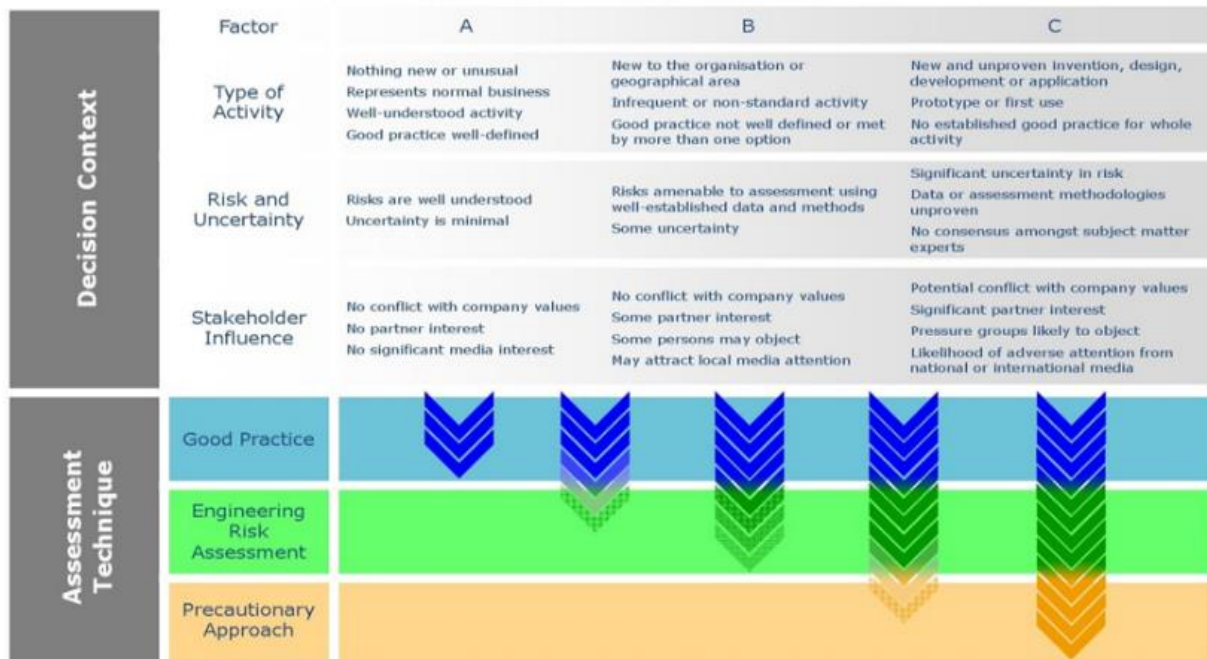 Decision Context
Factor
A
B
C
Type of
Activity
Nothing new or unusual
Represents normal business
Well-understood activity
Good practice well-defined
New to the organisation or
geographical area
Infrequent or non-standard activity
Good practice not well defined or met
by more than one option
New and unproven invention, design,
development or application
Prototype or first use
No established good practice for whole
activity
Risk and
Uncertainty
Risks are well understood
Uncertainty is minimal
Risks amenable to assessment using
well-established data and methods
Some uncertainty
Significant uncertainty in risk
Data or assessment methodologies
unproven
No consensus amongst subject matter
experts
Stakeholder
Influence
No conflict with company values
No partner interest
No significant media interest
No conflict with company values
Some partner interest
Some persons may object
May attract local media attention
Potential conflict with company values
Significant partner interest
Pressure groups likely to object
Likelihood of adverse attention from
national or international media
Assessment
Technique
Good Practice
Engineering
Risk
Assessment
Precautionary
Approach